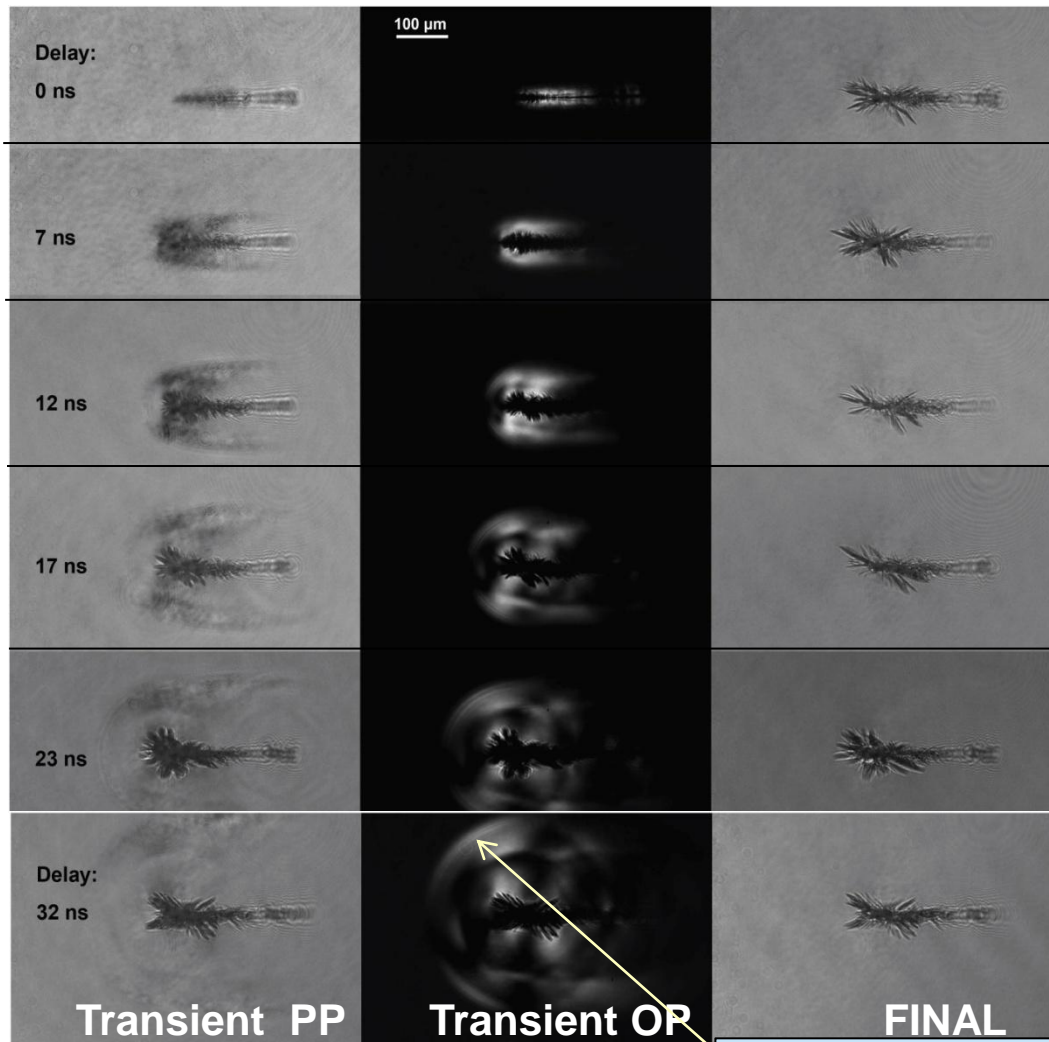 100 µm
Delay:
0 ns
7 ns
12 ns
17 ns
23 ns
Delay:
32 ns
Transient PP
Transient OP
FINAL